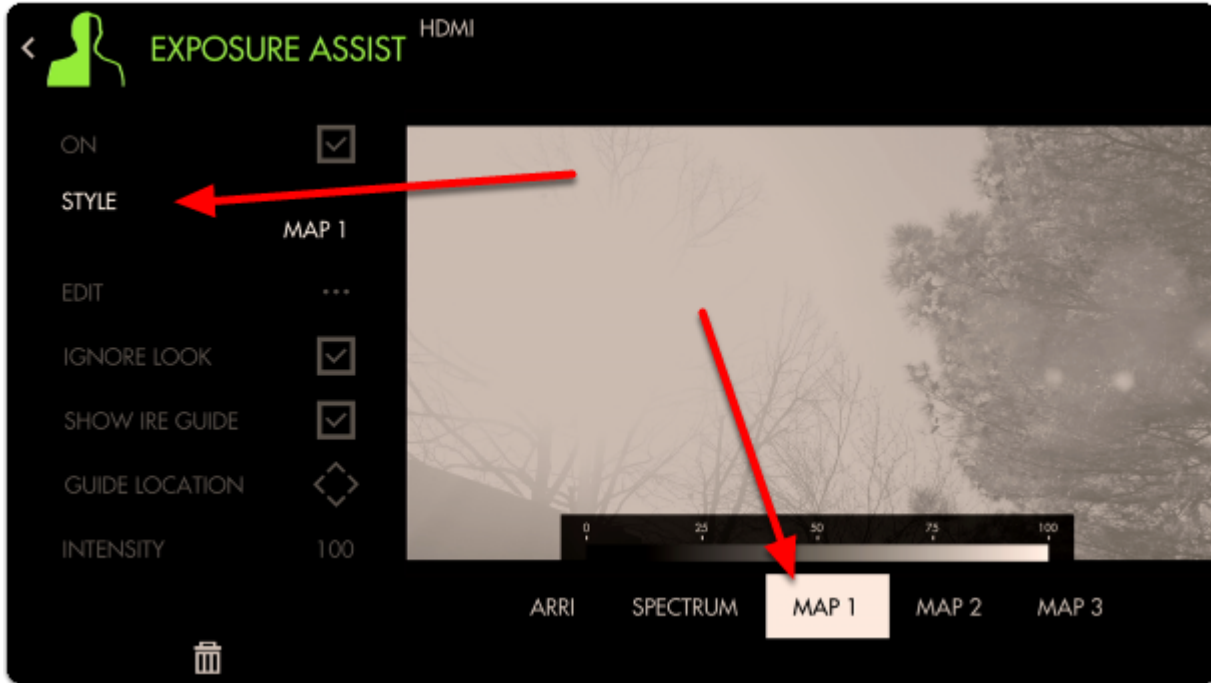 EXPOSURE ASSIST
HDMI
ON
STYLE
MAP 1
EDIT
...
IGNORE LOOK
SHOW IRE GUIDE
GUIDE LOCATION
INTENSITY 100
0 25 50 75 100
ARRI SPECTRUM MAP 1 MAP 2 MAP 3